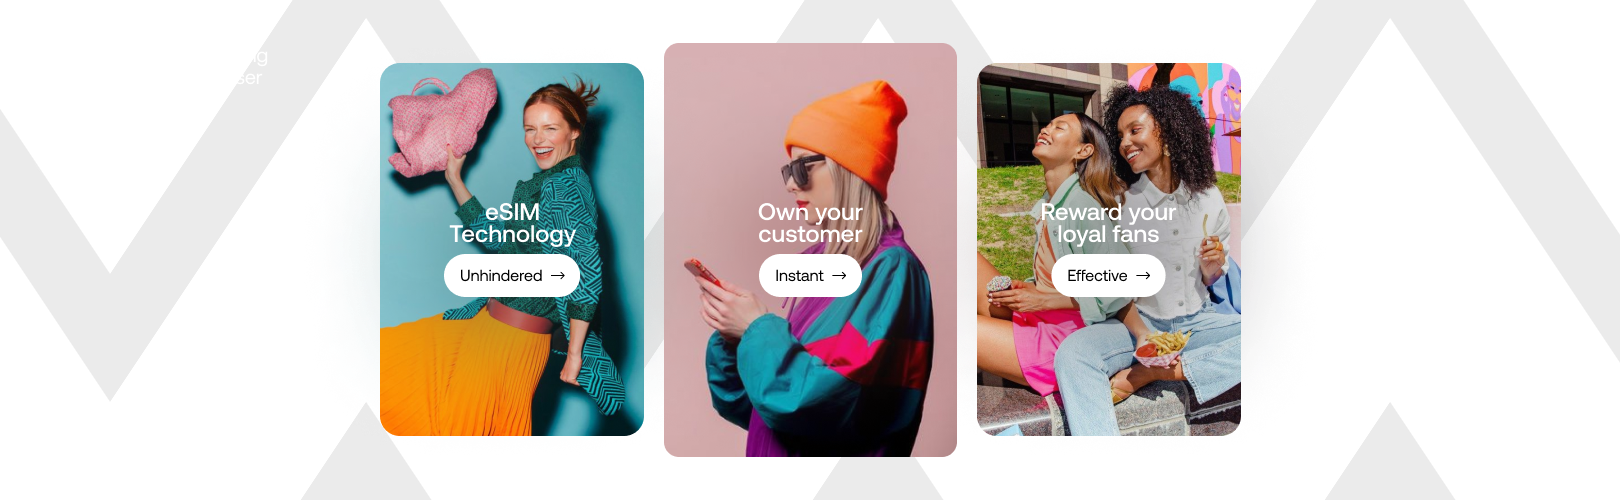 eSIM
Technology
Unhindered →
Own your
customer
Instant →
Reward your
loyal fans
Effective →